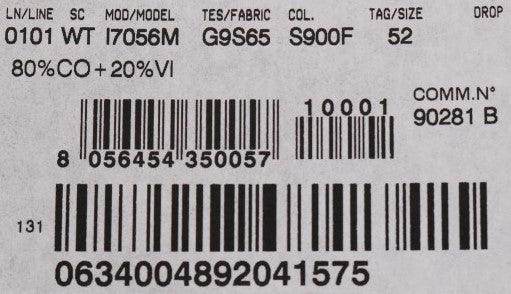 LN/LINE SC MOD/MODEL TES/FABRIC COL. TAG/SIZE DROP
0101 WT I7056M G9S65 S900F 52
80%CO+20%VI
10001
COMM.N°
90281 B
8 056454 350057
131
0634004892041575